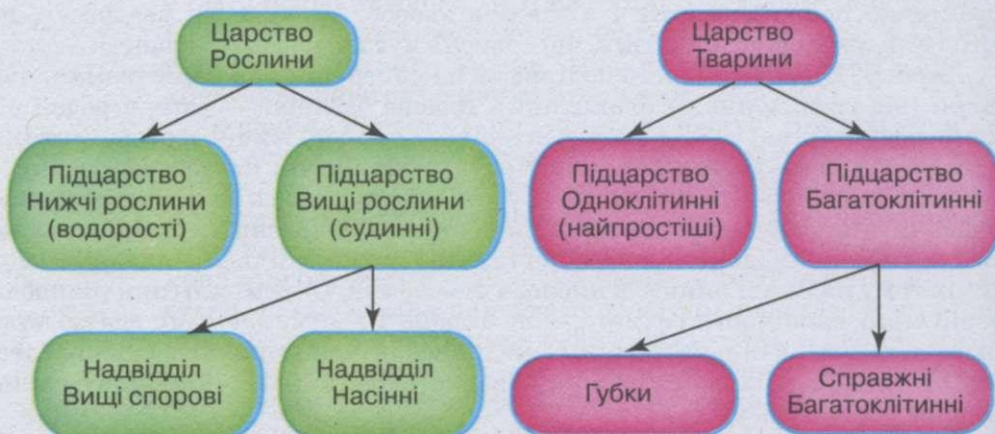 Царство
Рослини
Царство
Тварини
Підцарство
Нижчі рослини
(водорості)
Підцарство
Вищі рослини
(судинні)
Підцарство
Одноклітинні
(найпростіші)
Підцарство
Багатоклітинні
Надвідділ
Вищі спорові
Надвідділ
Насінні
Губки
Справжні
Багатоклітинні